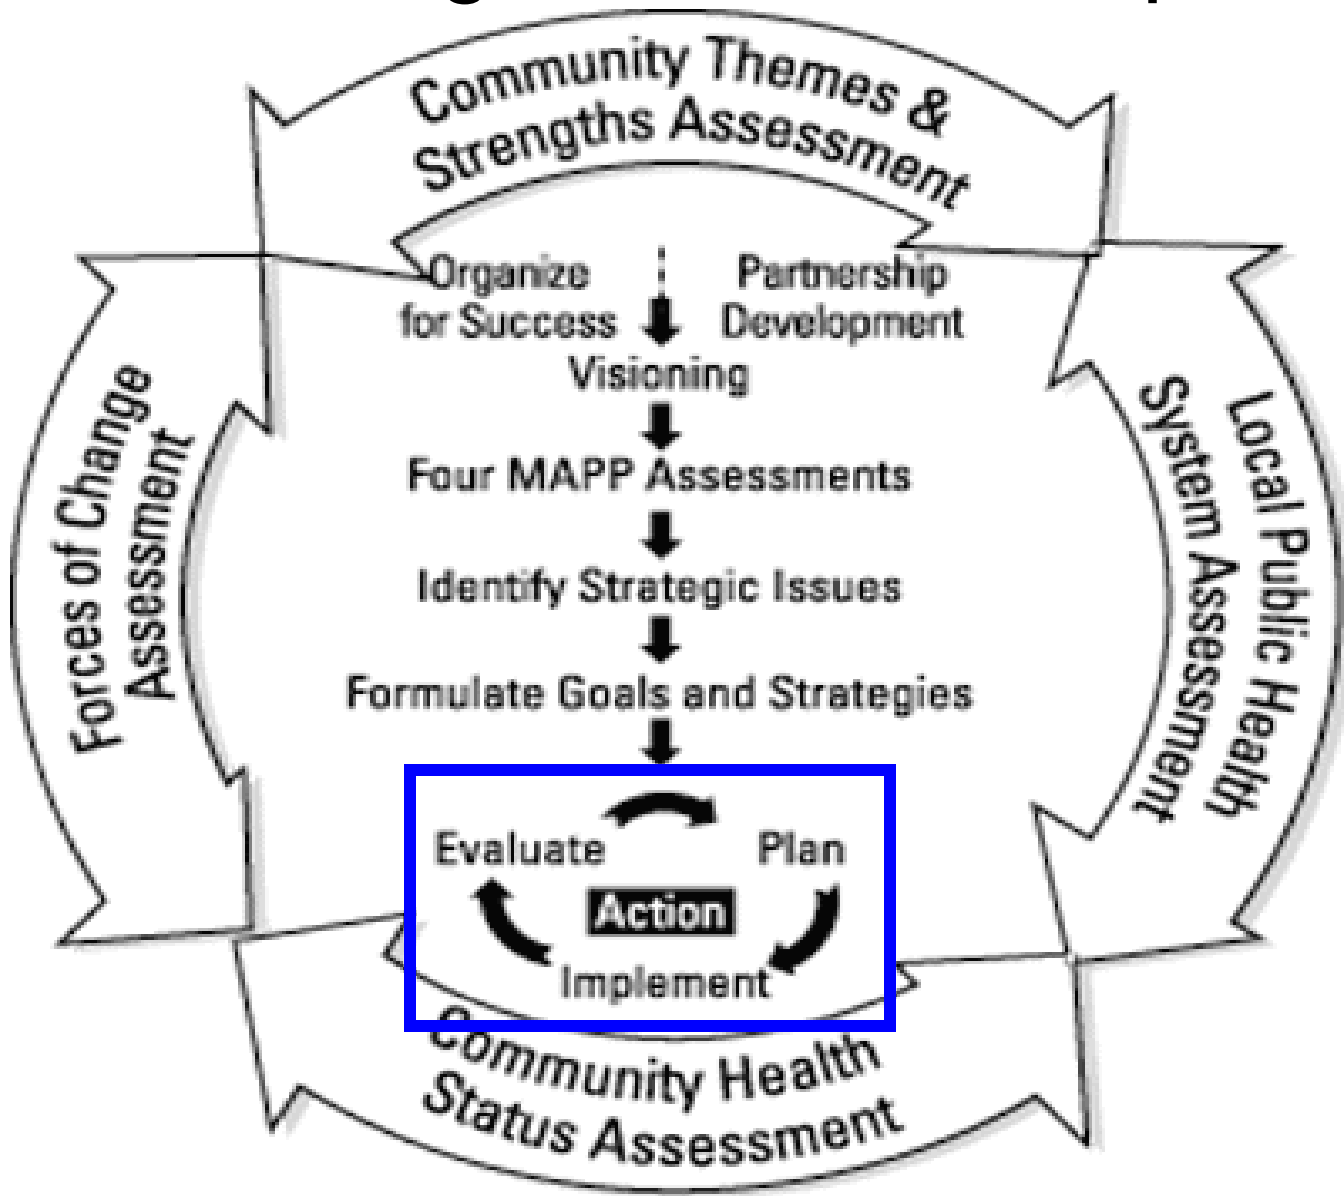 Community Themes &
Strengths Assessment
Organize
for Success
Partnership
Development
Visioning
Four MAPP Assessments
Identify Strategic Issues
Formulate Goals and Strategies
Evaluate
Plan
Action
Implement
Forces of Change
Assessment
Local Public Health
System Assessment
Community Health
Status Assessment